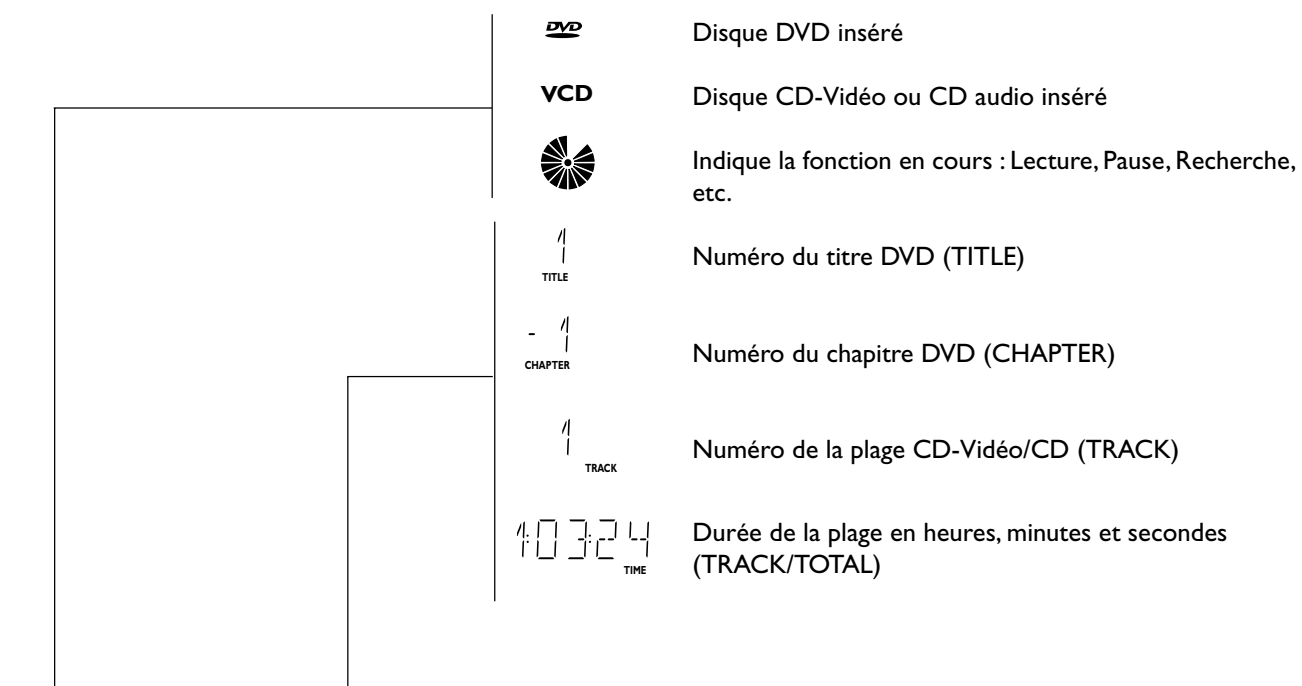 DVD Disque DVD inséré
VCD Disque CD-Vidéo ou CD audio inséré
Indique la fonction en cours : Lecture, Pause, Recherche,
etc.
1
TITLE
Numéro du titre DVD (TITLE)
- 1
CHAPTER
Numéro du chapitre DVD (CHAPTER)
1
TRACK
Numéro de la plage CD-Vidéo/CD (TRACK)
1:03:24
TIME
Durée de la plage en heures, minutes et secondes
(TRACK/TOTAL)